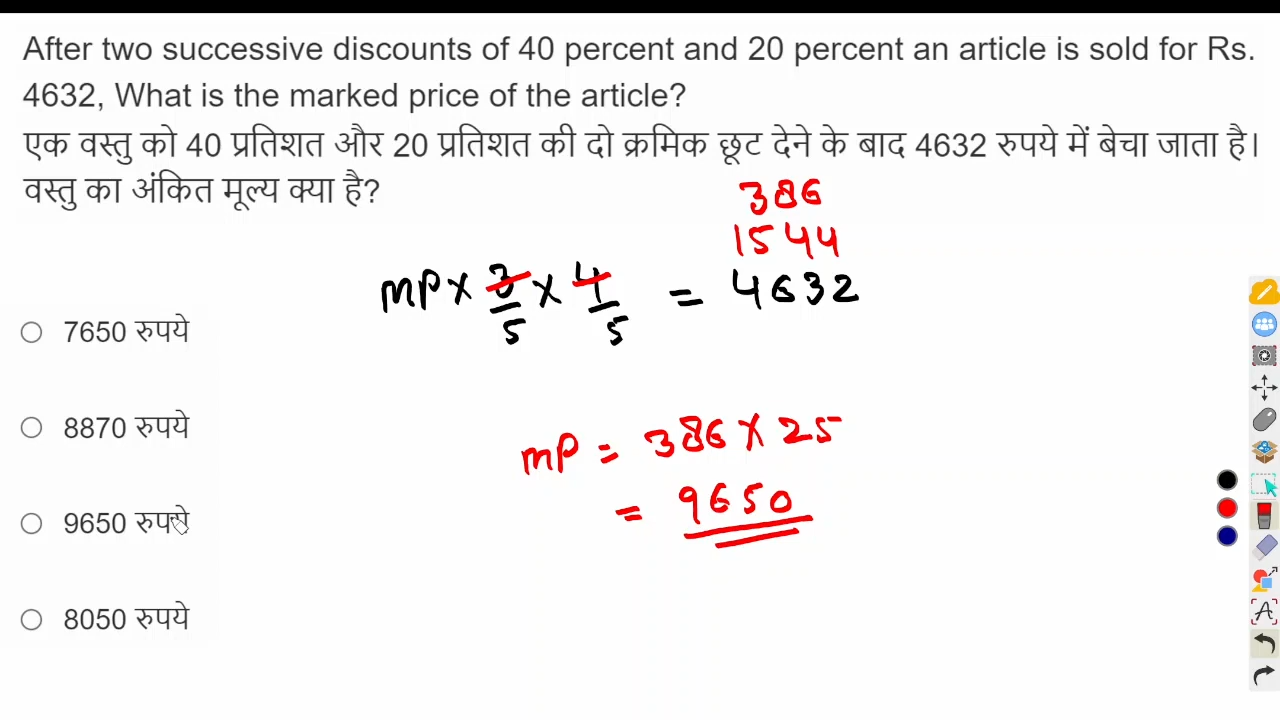 After two successive discounts of 40 percent and 20 percent an article is sold for Rs.
4632, What is the marked price of the article?
एक वस्तु को 40 प्रतिशत और 20 प्रतिशत की दो क्रमिक छूट देने के बाद 4632 रुपये में बेचा जाता है।
वस्तु का अंकित मूल्य क्या है?
386
1544
MP × 3/5 × 4/5 = 4632
7650 रुपये
8870 रुपये
MP = 386 × 25
= 9650
9650 रुपये
8050 रुपये
A